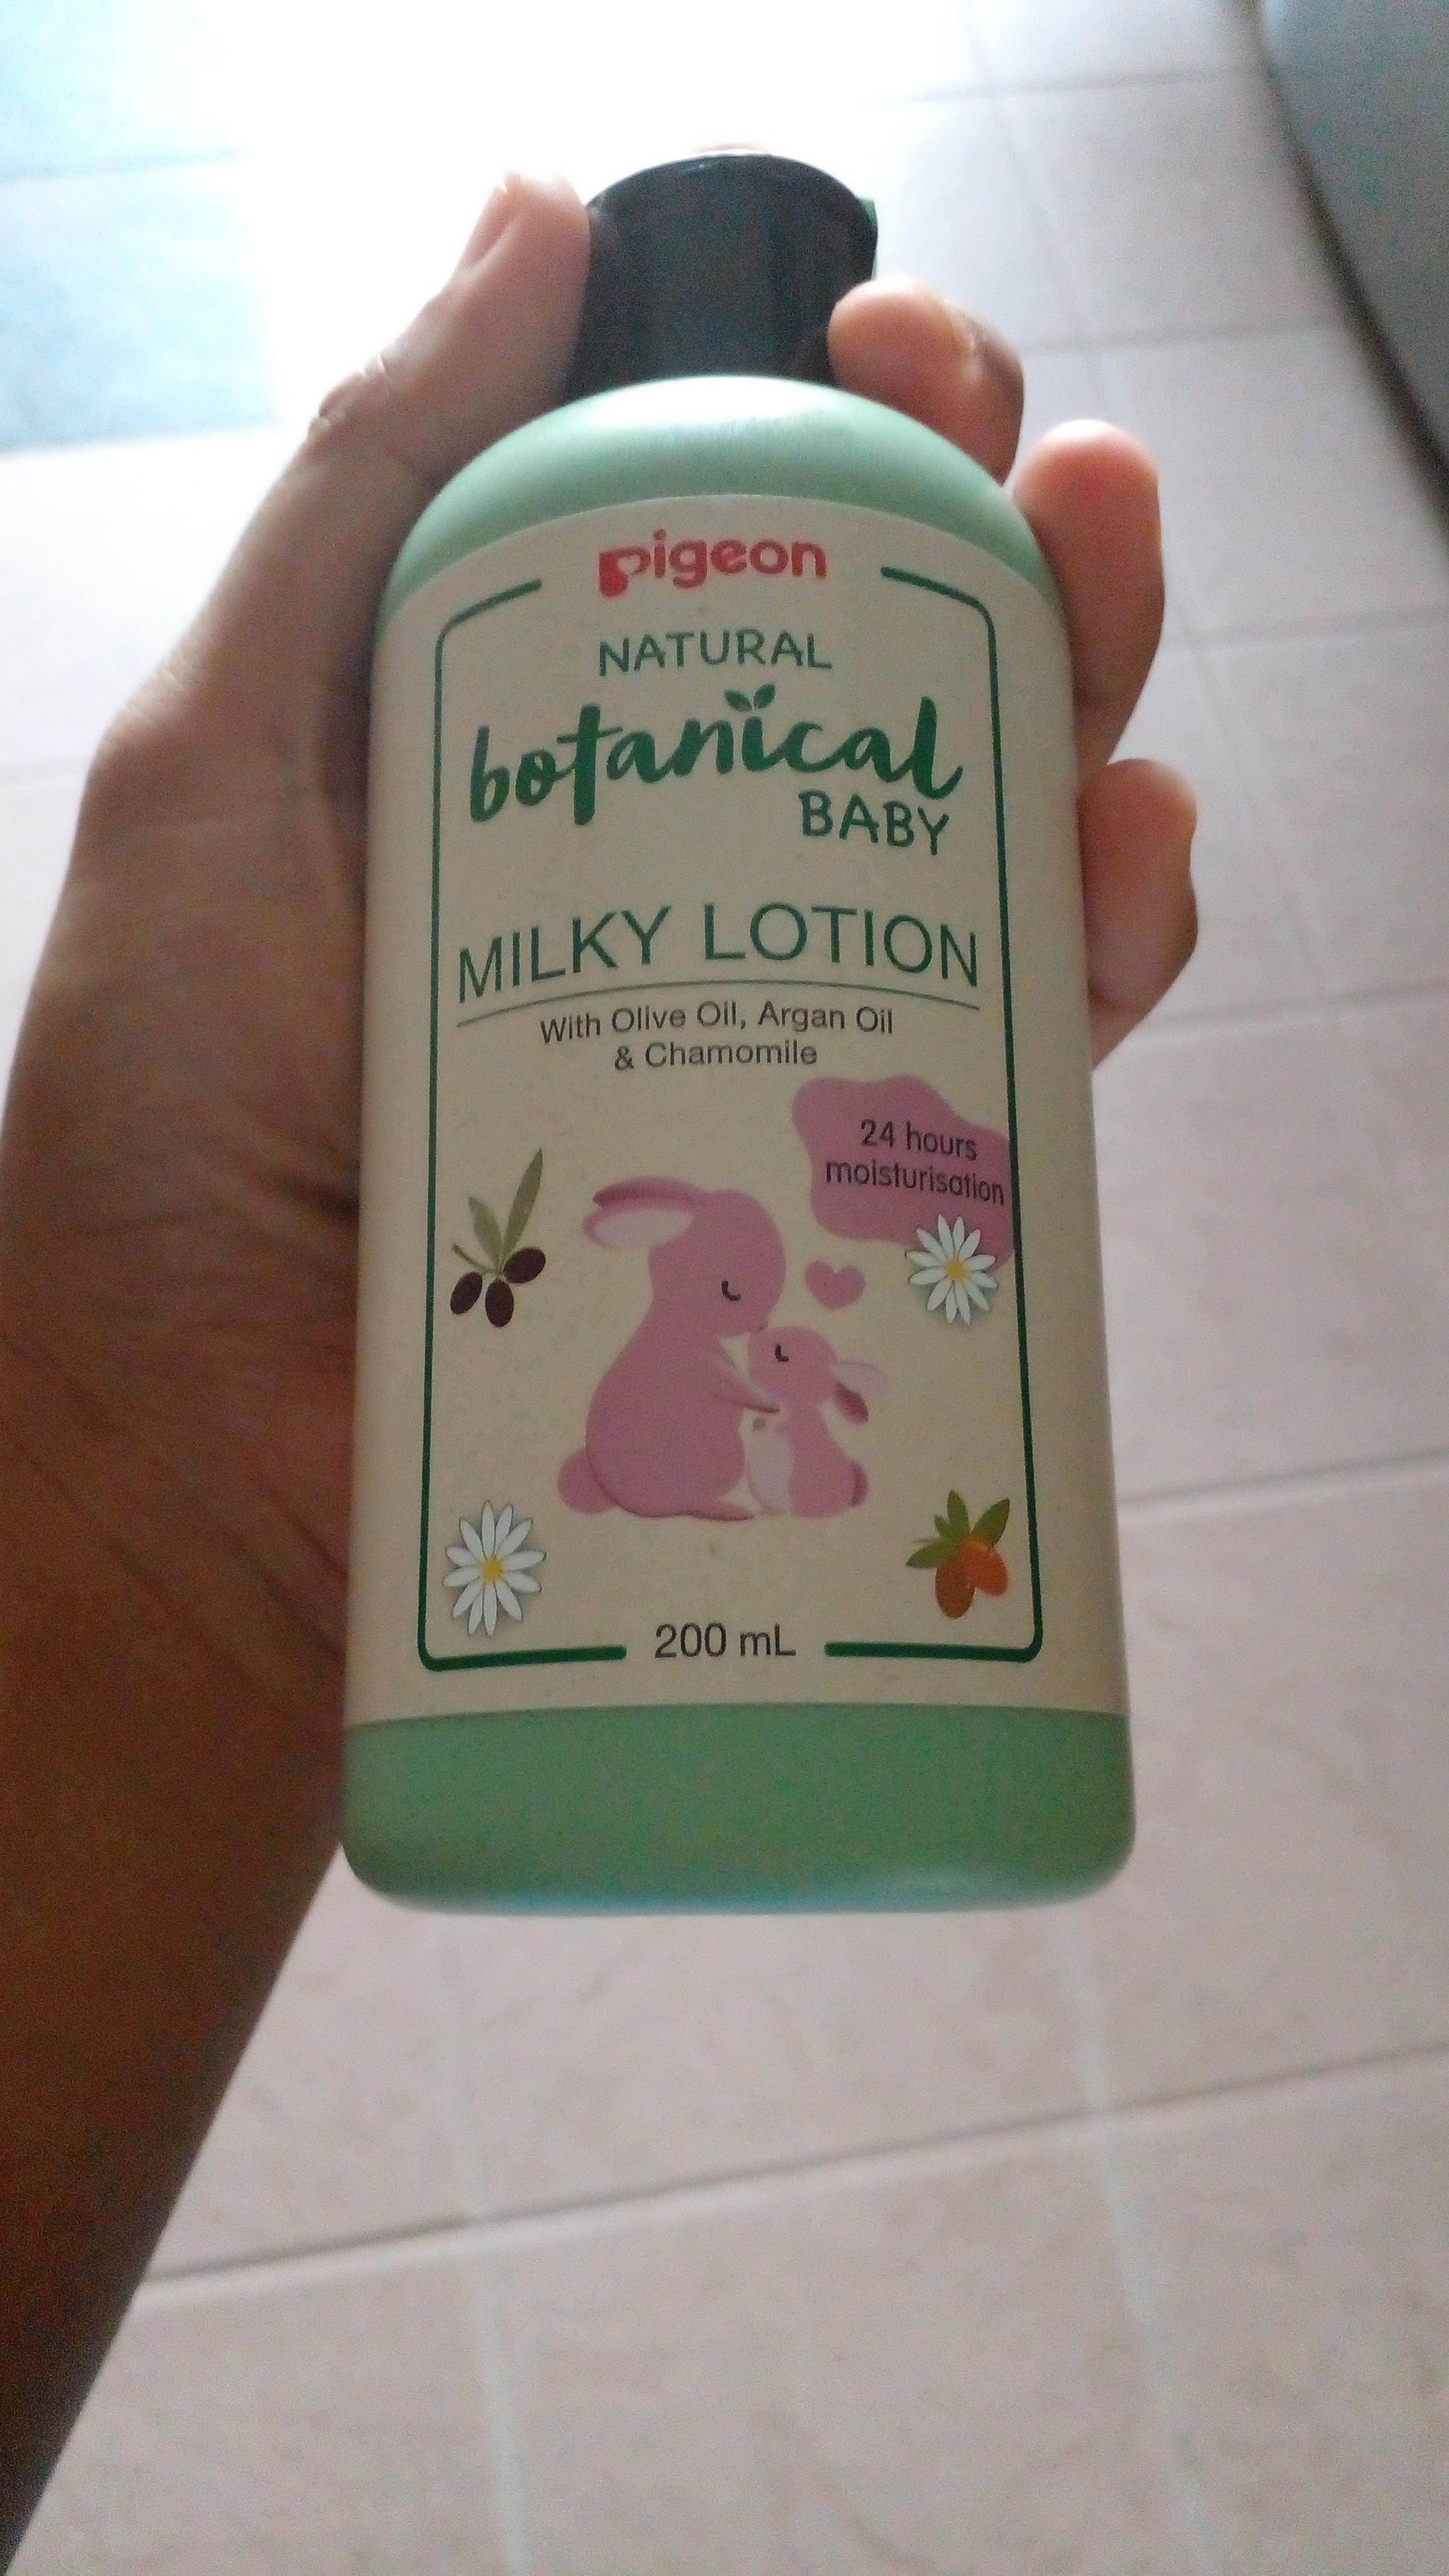 pigeon
NATURAL
botanical
BABY
MILKY LOTION
With Olive Oil, Argan Oil
& Chamomile
24 hours
moisturisation
200 mL